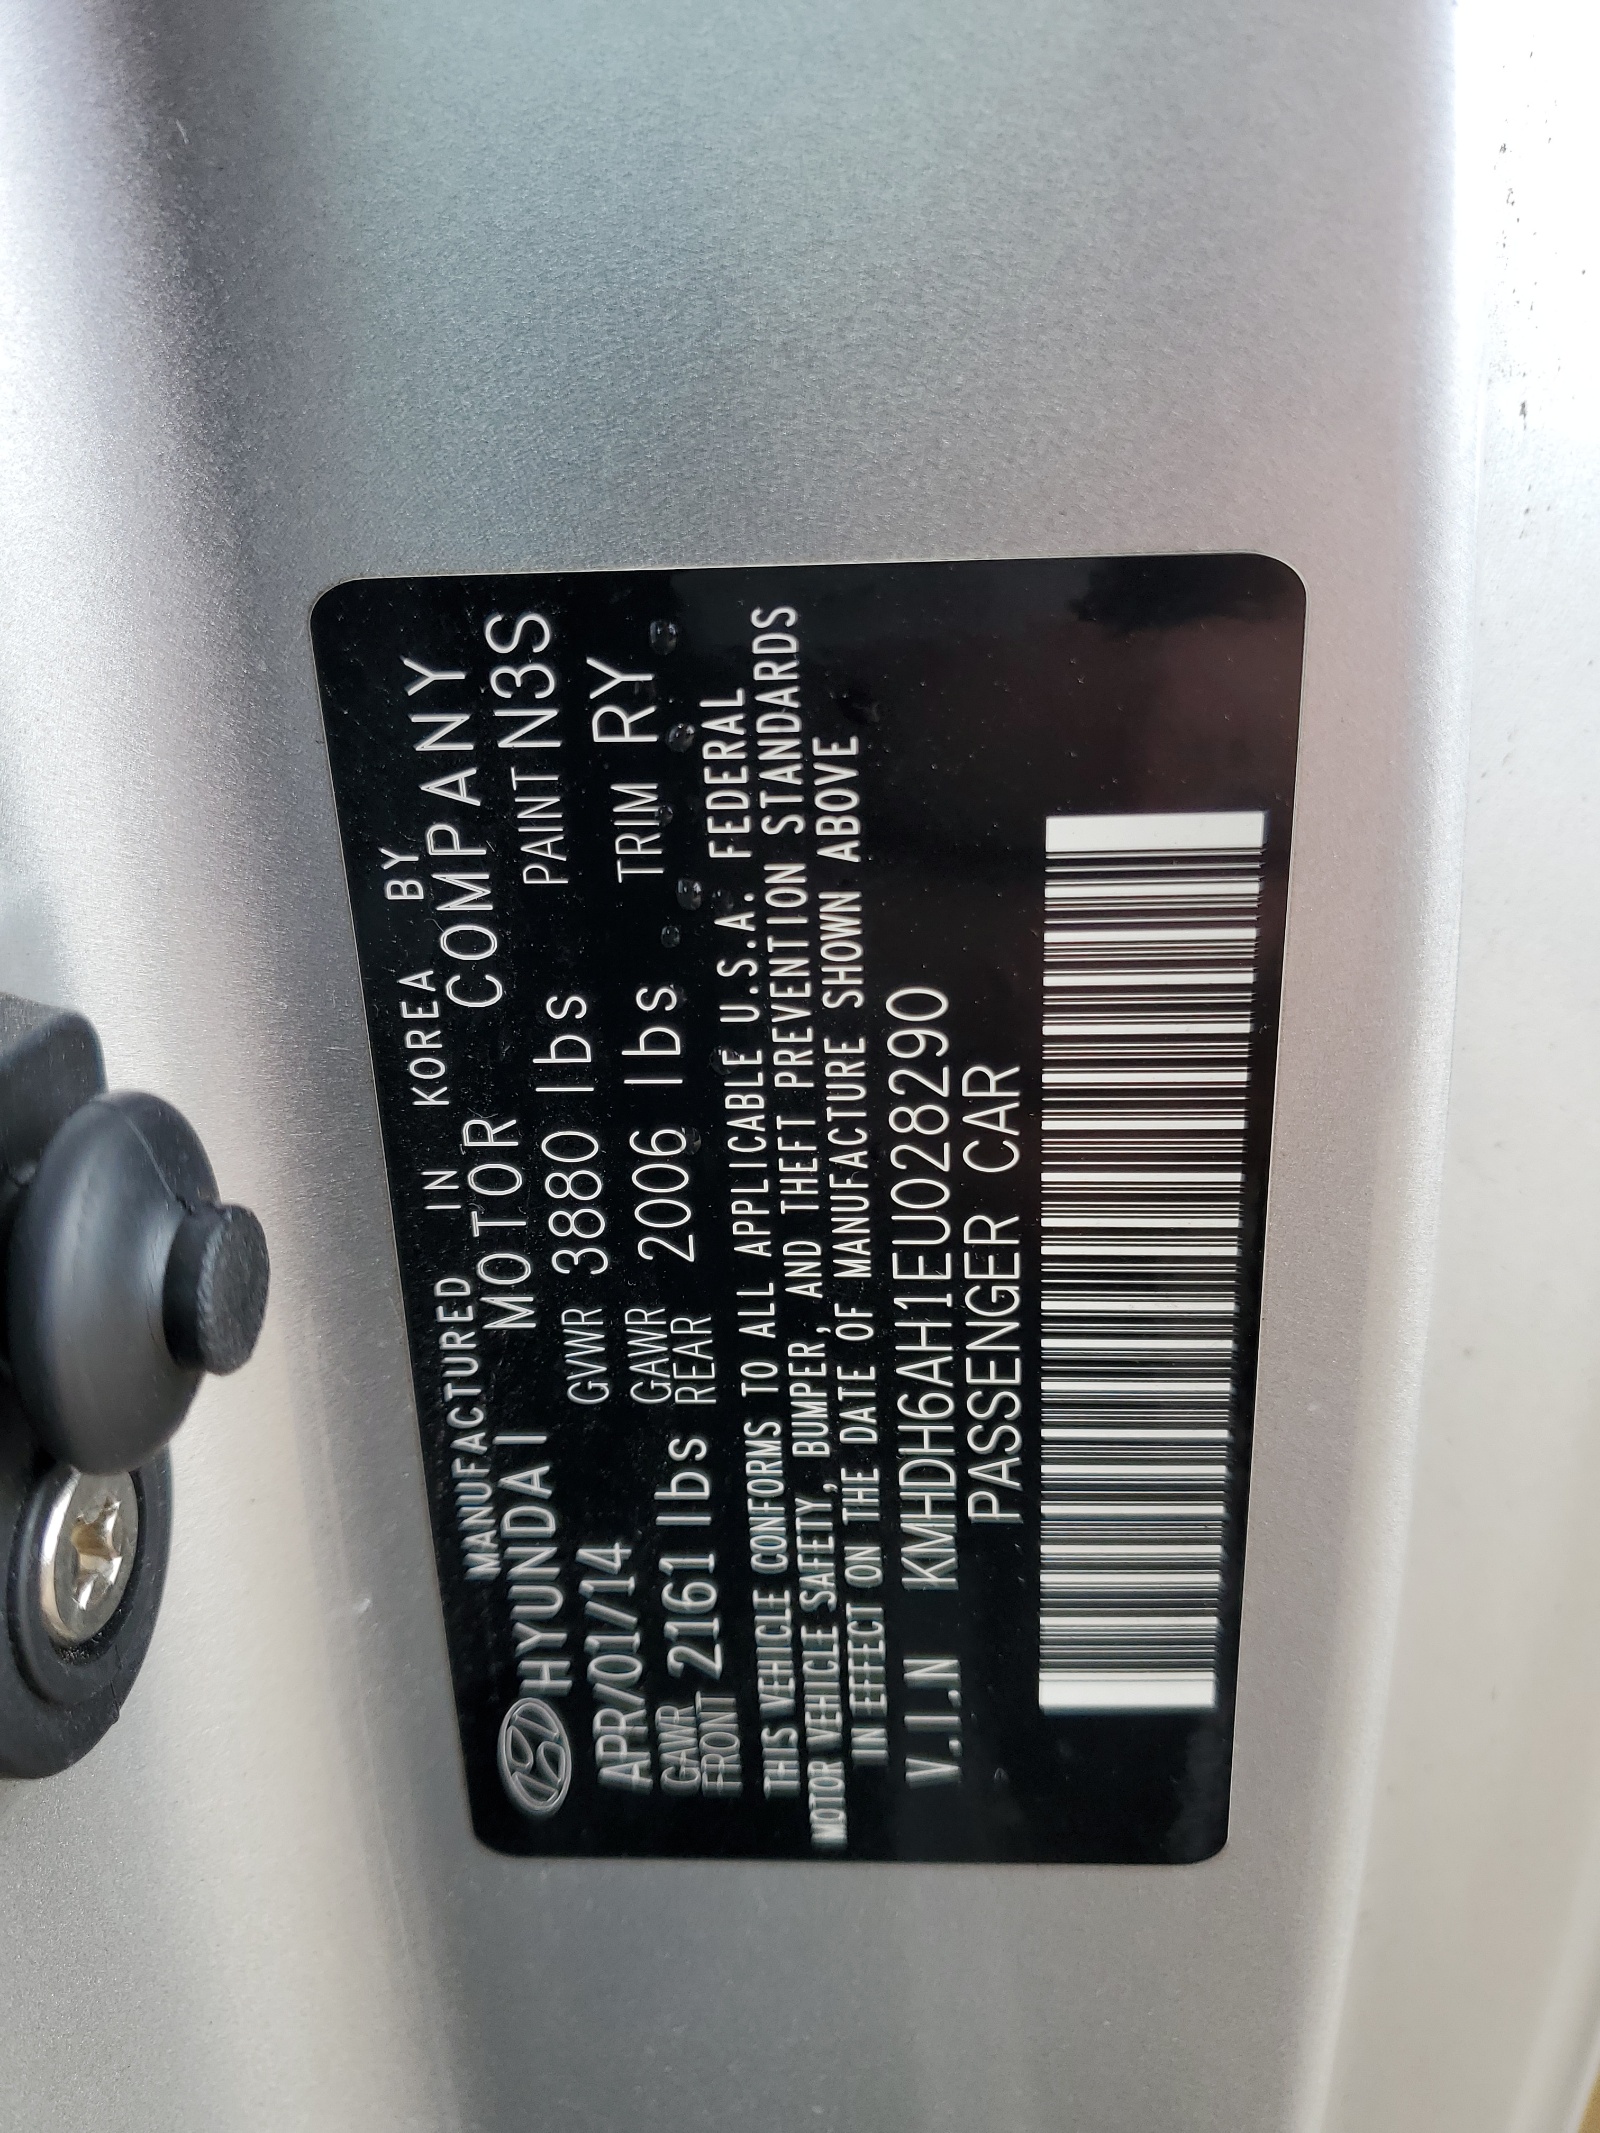 MANUFACTURED IN KOREA BY
HYUNDAI MOTOR COMPANY
APR/01/14 GVWR 3880 lbs PAINT N3S
GAWR FRONT 2161 lbs GAWR REAR 2006 lbs TRIM RY
THIS VEHICLE CONFORMS TO ALL APPLICABLE U.S.A. FEDERAL
MOTOR VEHICLE SAFETY, BUMPER, AND THEFT PREVENTION STANDARDS
IN EFFECT ON THE DATE OF MANUFACTURE SHOWN ABOVE
V.I.N KMHDH6AH1EU028290
PASSENGER CAR